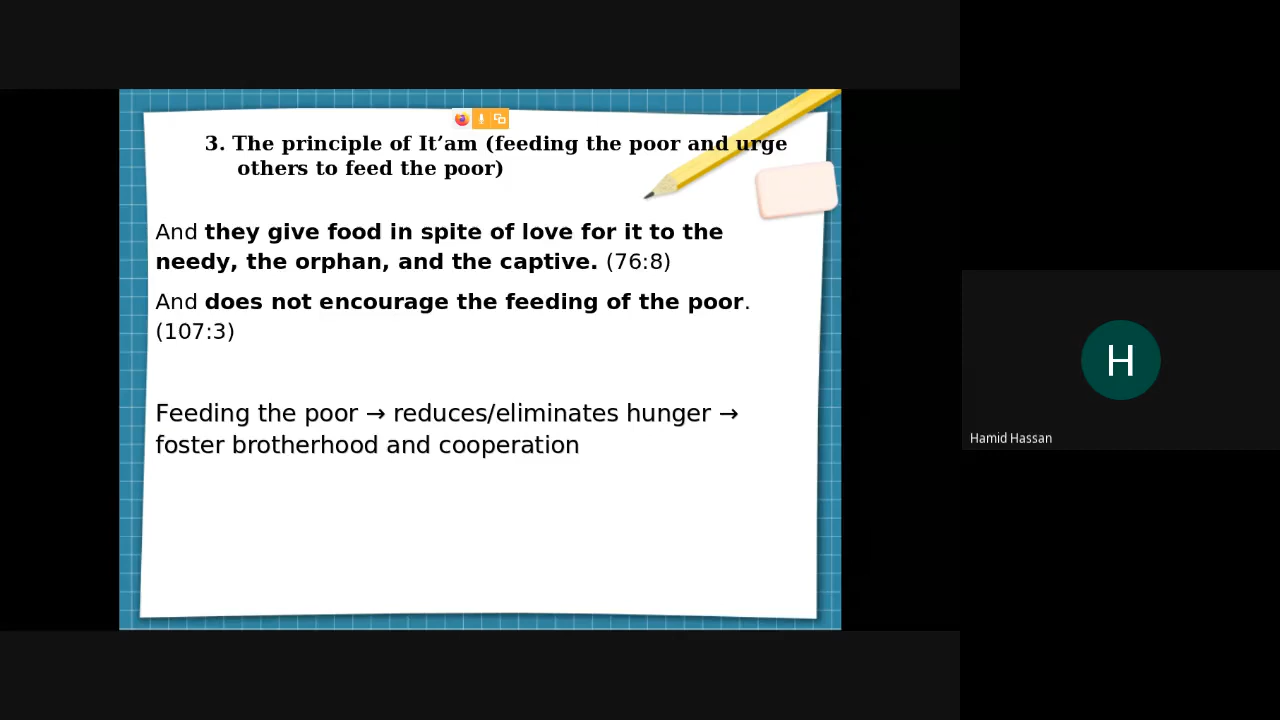 3. The principle of It’am (feeding the poor and urge
others to feed the poor)
And they give food in spite of love for it to the
needy, the orphan, and the captive. (76:8)
And does not encourage the feeding of the poor.
(107:3)
Feeding the poor → reduces/eliminates hunger →
foster brotherhood and cooperation
H
Hamid Hassan